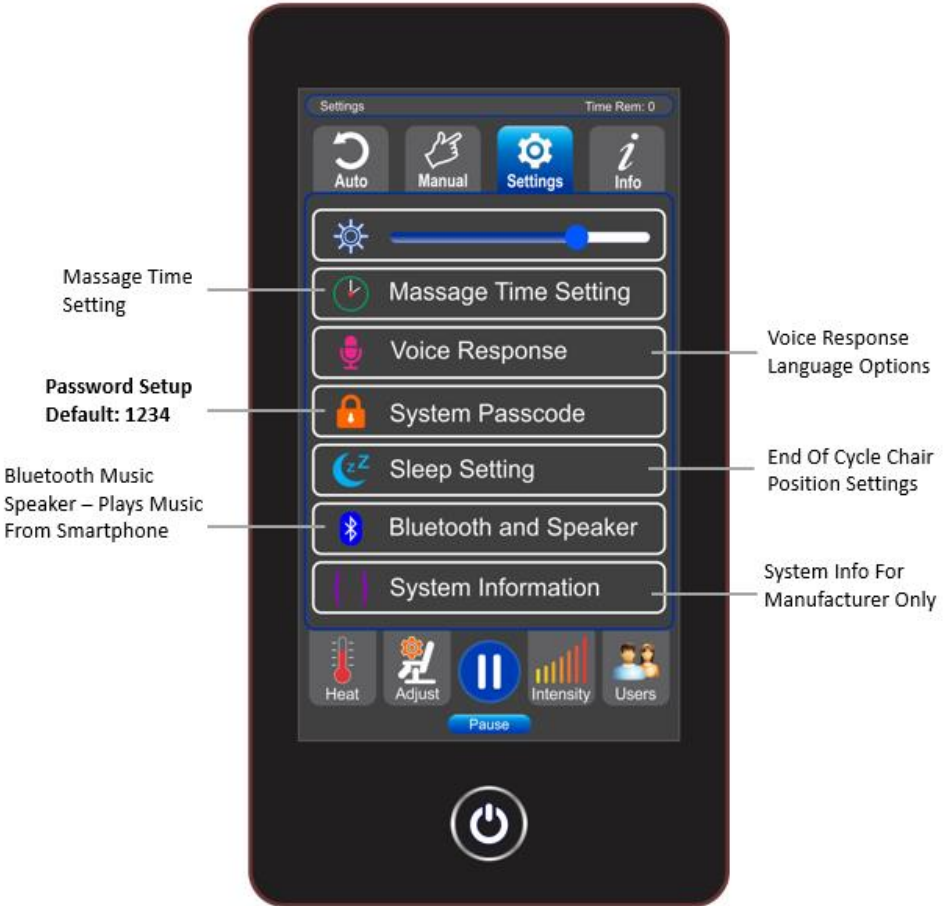 Settings
Time Rem: 0
Auto
Manual
Settings
Info
Massage Time
Setting
Massage Time Setting
Voice Response
Voice Response
Language Options
Password Setup
Default: 1234
System Passcode
zZ
Sleep Setting
End Of Cycle Chair
Position Settings
Bluetooth Music
Speaker – Plays Music
From Smartphone
Bluetooth and Speaker
System Information
System Info For
Manufacturer Only
Heat
Adjust
Intensity
Users
Pause